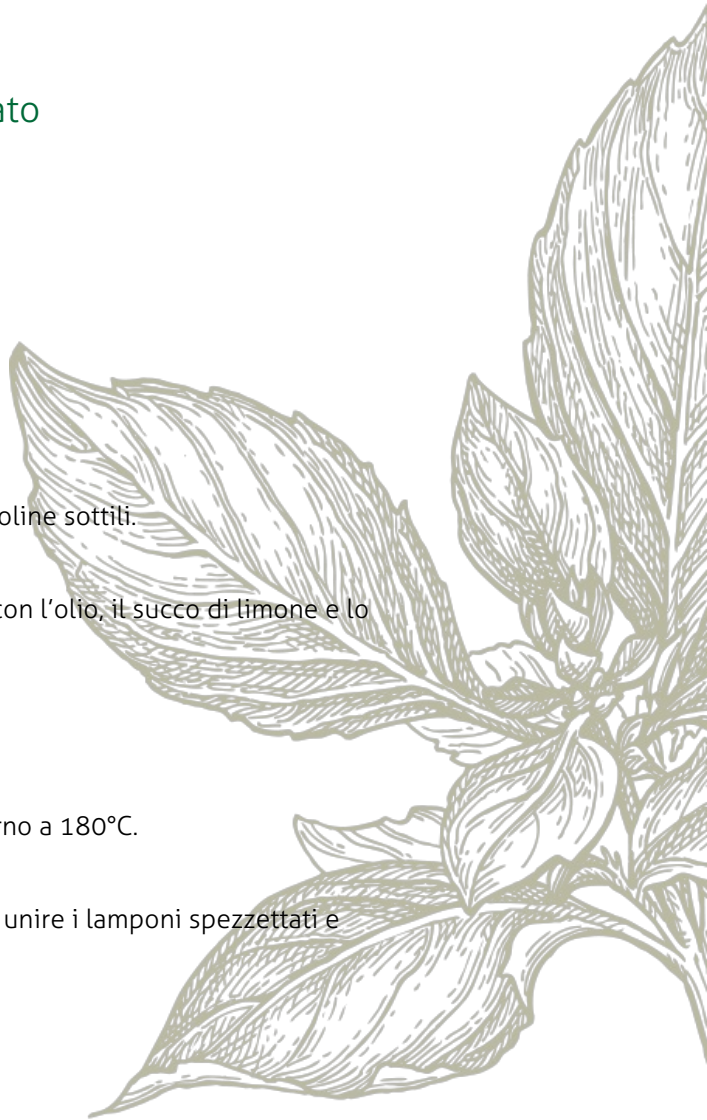 ato
oline sottili.
con l'olio, il succo di limone e lo
rno a 180°C.
unire i lamponi spezzettati e